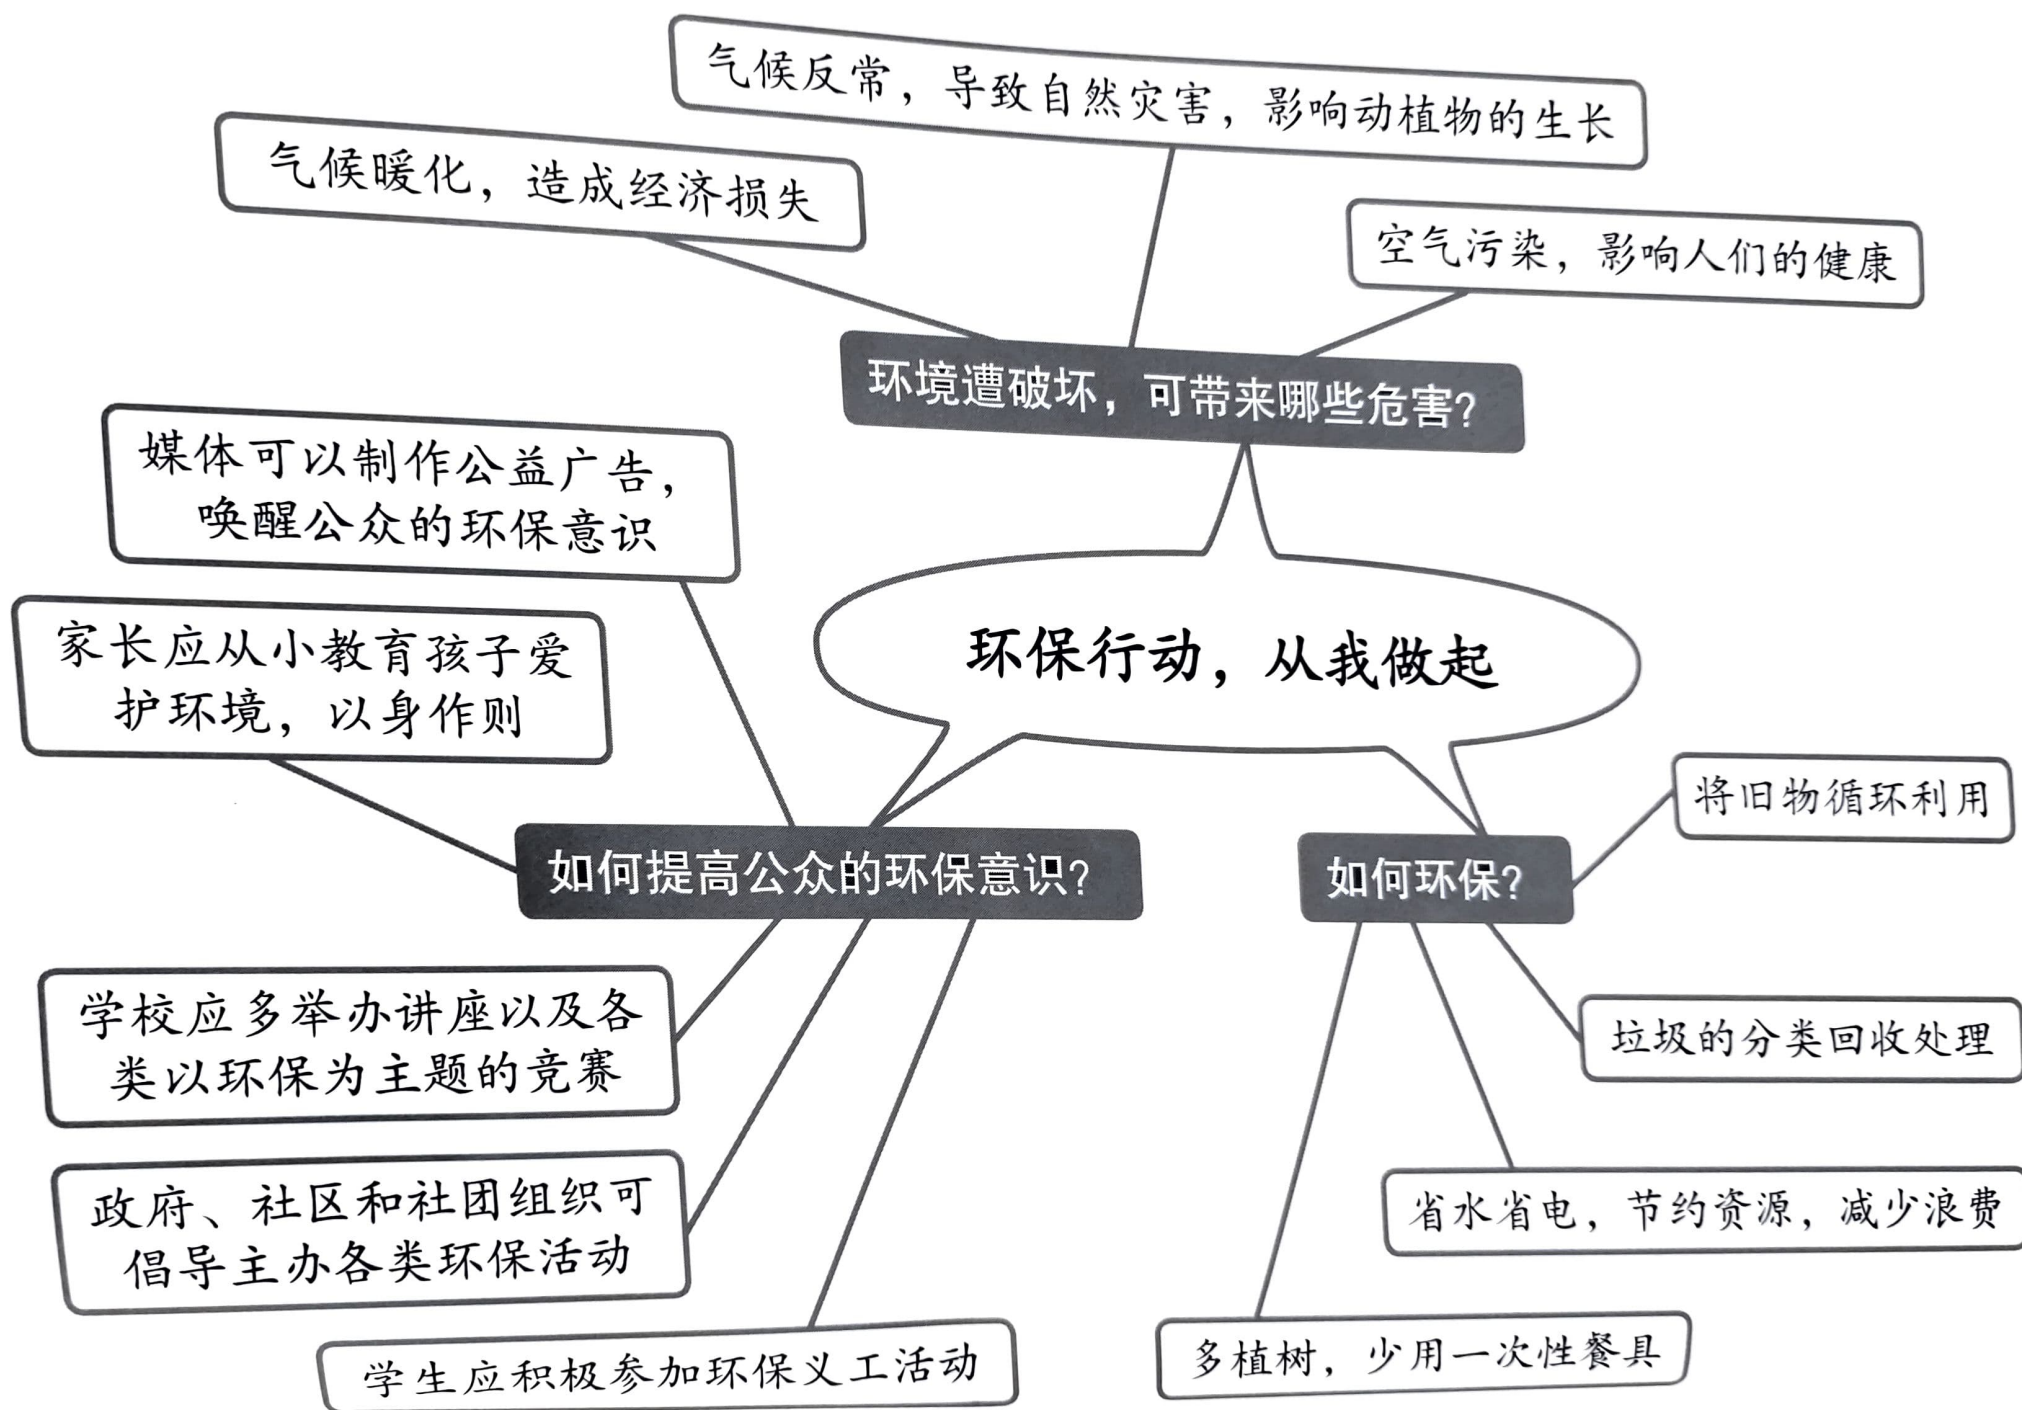 气候反常，导致自然灾害，影响动植物的生长
气候暖化，造成经济损失
空气污染，影响人们的健康
环境遭破坏，可带来哪些危害？
媒体可以制作公益广告，
唤醒公众的环保意识
家长应从小教育孩子爱
护环境，以身作则
环保行动，从我做起
将旧物循环利用
如何提高公众的环保意识？
如何环保？
学校应多举办讲座以及各
类以环保为主题的竞赛
垃圾的分类回收处理
政府、社区和社团组织可
倡导主办各类环保活动
省水省电，节约资源，减少浪费
学生应积极参加环保义工活动
多植树，少用一次性餐具